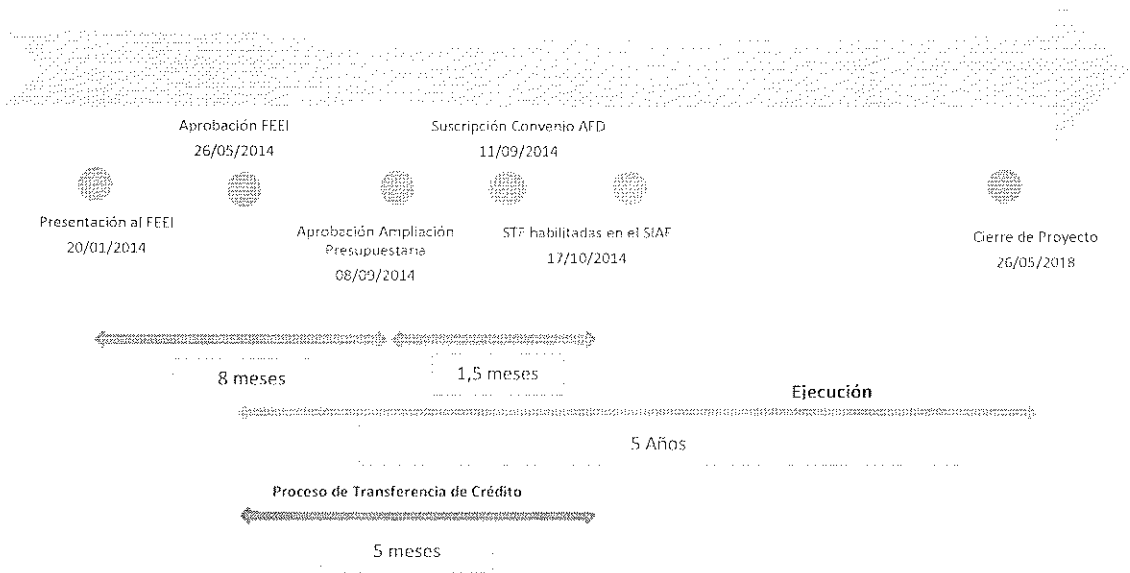 Aprobación FEEI
26/05/2014
Suscripción Convenio AFD
11/09/2014
Presentación al FEEI
20/01/2014
Aprobación Ampliación
Presupuestaria
08/09/2014
STF habilitadas en el SIAF
17/10/2014
Cierre de Proyecto
26/05/2018
8 meses
1,5 meses
Ejecución
5 Años
Proceso de Transferencia de Crédito
5 meses